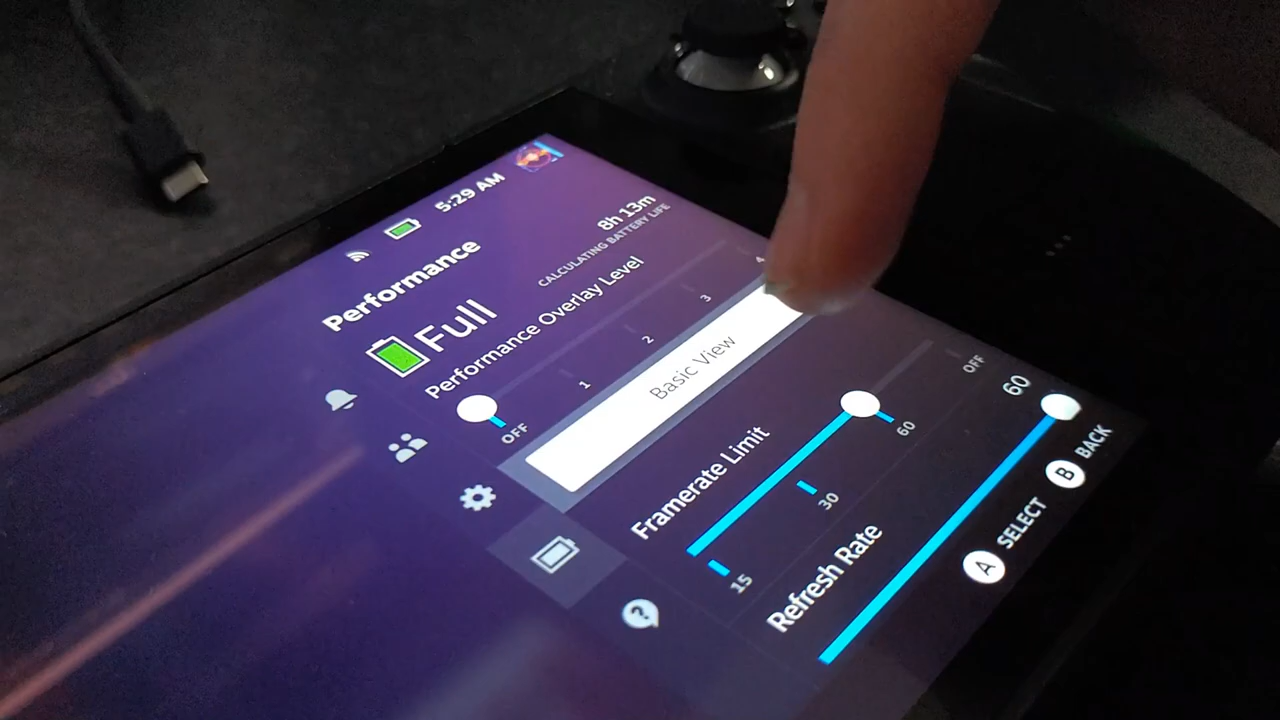 5:29 AM
Performance
Full
8h 13m
CALCULATING BATTERY LIFE
Performance Overlay Level
OFF 1 2 3 4
Basic View
Framerate Limit
15 30 60 OFF
Refresh Rate
60
A SELECT B BACK
?